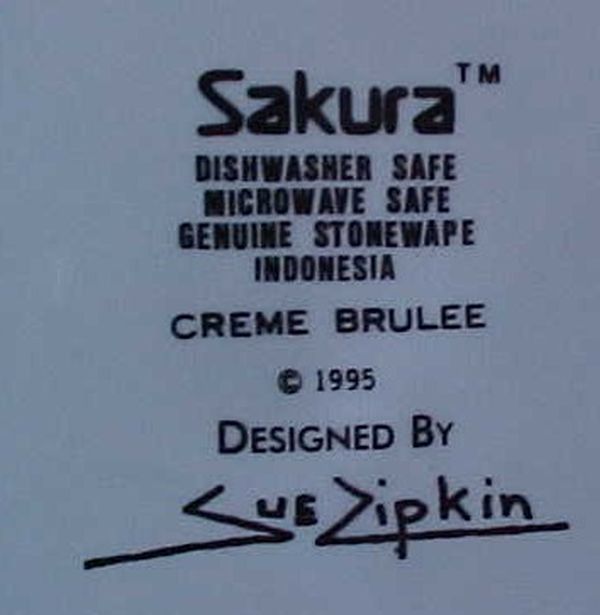 Sakura™
DISHWASHER SAFE
MICROWAVE SAFE
GENUINE STONEWAPE
INDONESIA
CREME BRULEE
© 1995
DESIGNED BY
Sue Zipkin